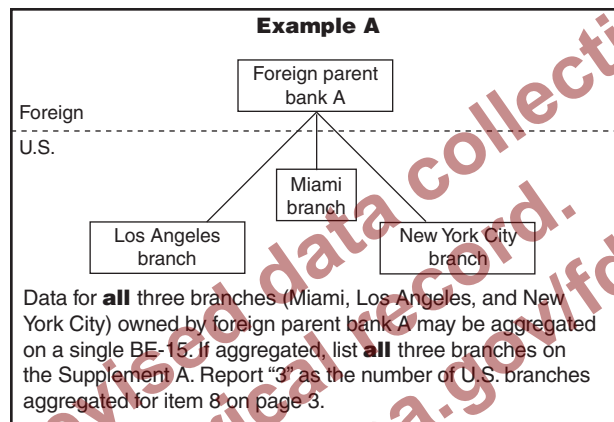 Example A
Foreign parent
bank A
Foreign
U.S.
Miami
branch
Los Angeles
branch
New York City
branch
Data for all three branches (Miami, Los Angeles, and New
York City) owned by foreign parent bank A may be aggregated
on a single BE-15. If aggregated, list all three branches on
the Supplement A. Report “3” as the number of U.S. branches
aggregated for item 8 on page 3.
data
record.